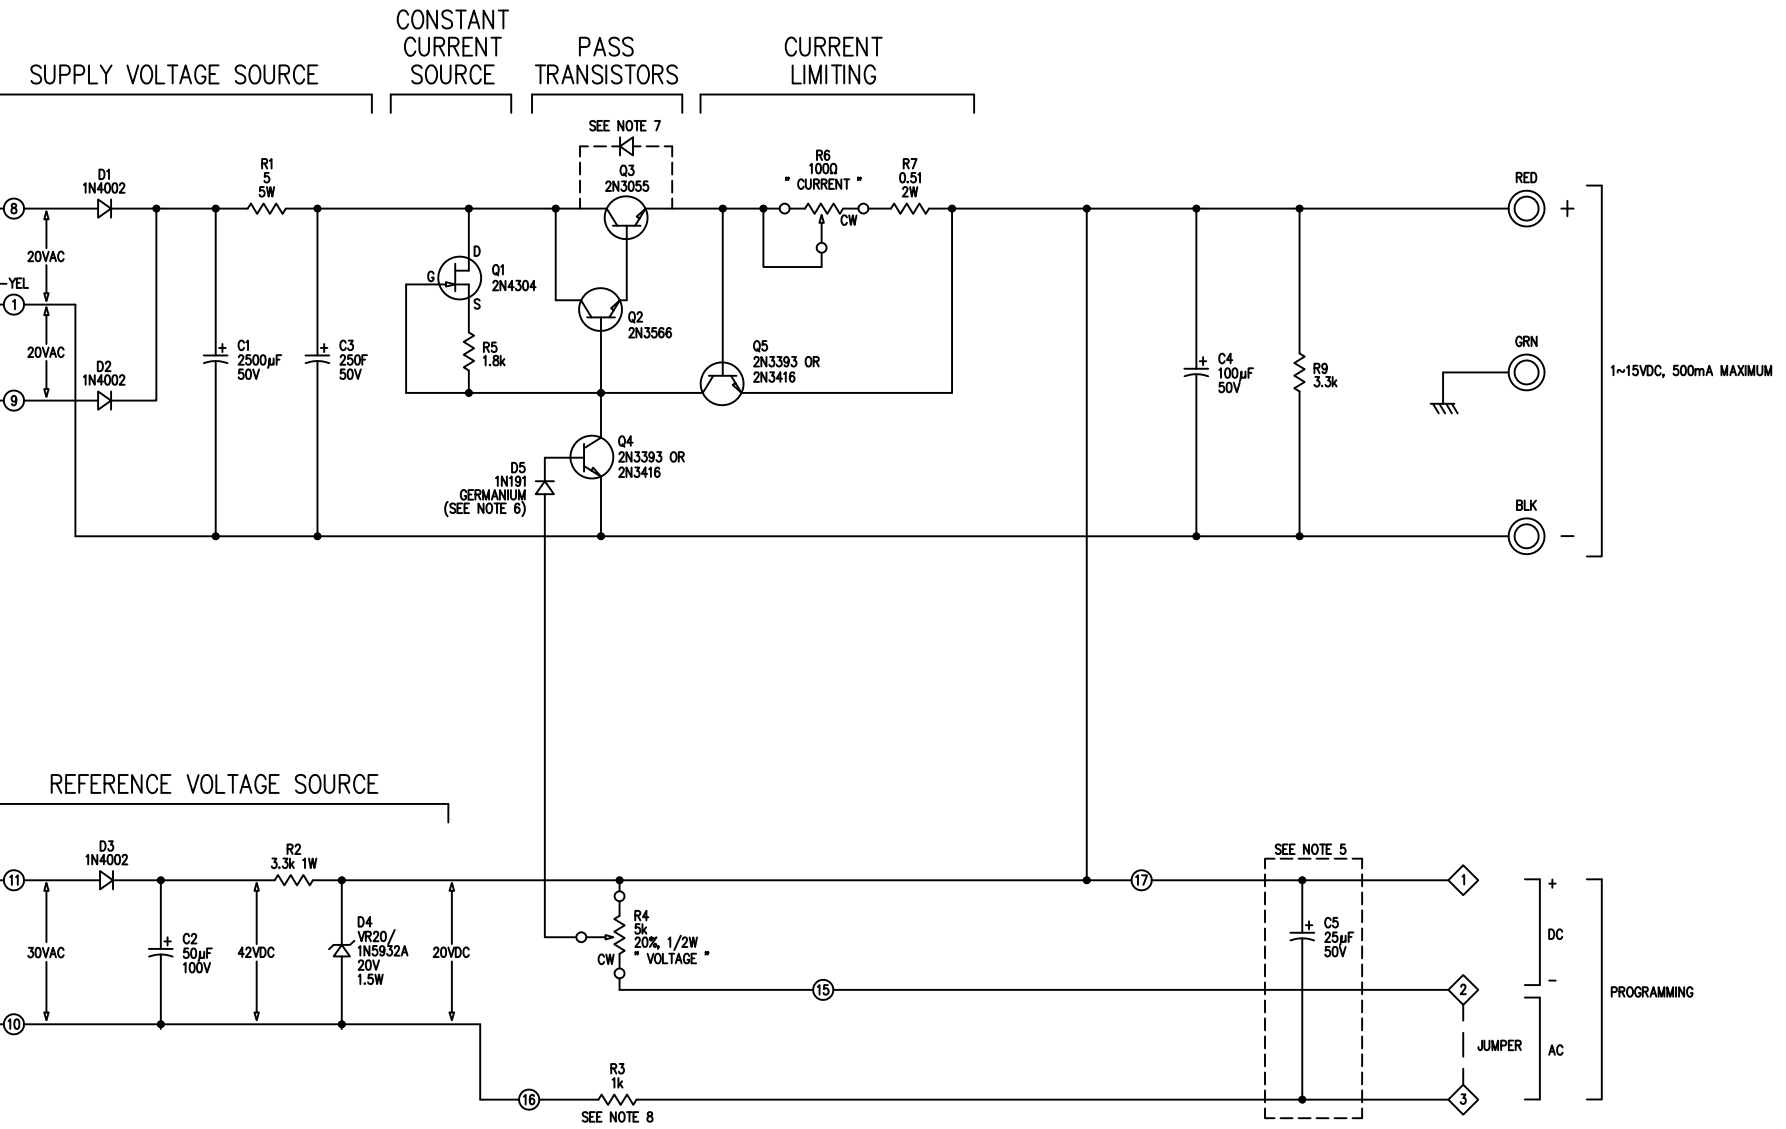 CONSTANT
CURRENT
SOURCE
PASS
TRANSISTORS
CURRENT
LIMITING
SUPPLY VOLTAGE SOURCE
SEE NOTE 7
D1
1N4002
R1
5
5W
Q3
2N3055
R6
100Ω
" CURRENT "
CW
R7
0.51
2W
RED
+
8
20VAC
-YEL
1
20VAC
D2
1N4002
9
D
G
S
Q1
2N4304
Q2
2N3566
+
C1
2500µF
50V
+
C3
250F
50V
R5
1.8k
Q5
2N3393 OR
2N3416
+
C4
100µF
50V
R9
3.3k
GRN
1~15VDC, 500mA MAXIMUM
Q4
2N3393 OR
2N3416
D5
1N191
GERMANIUM
(SEE NOTE 6)
BLK
−
REFERENCE VOLTAGE SOURCE
D3
1N4002
R2
3.3k 1W
SEE NOTE 5
11
17
1
+
30VAC
+
C2
50µF
100V
42VDC
D4
VR20/
1N5932A
20V
1.5W
20VDC
R4
5k
20%, 1/2W
" VOLTAGE "
CW
+
C5
25µF
50V
DC
−
15
2
PROGRAMMING
10
JUMPER
AC
R3
1k
16
SEE NOTE 8
3